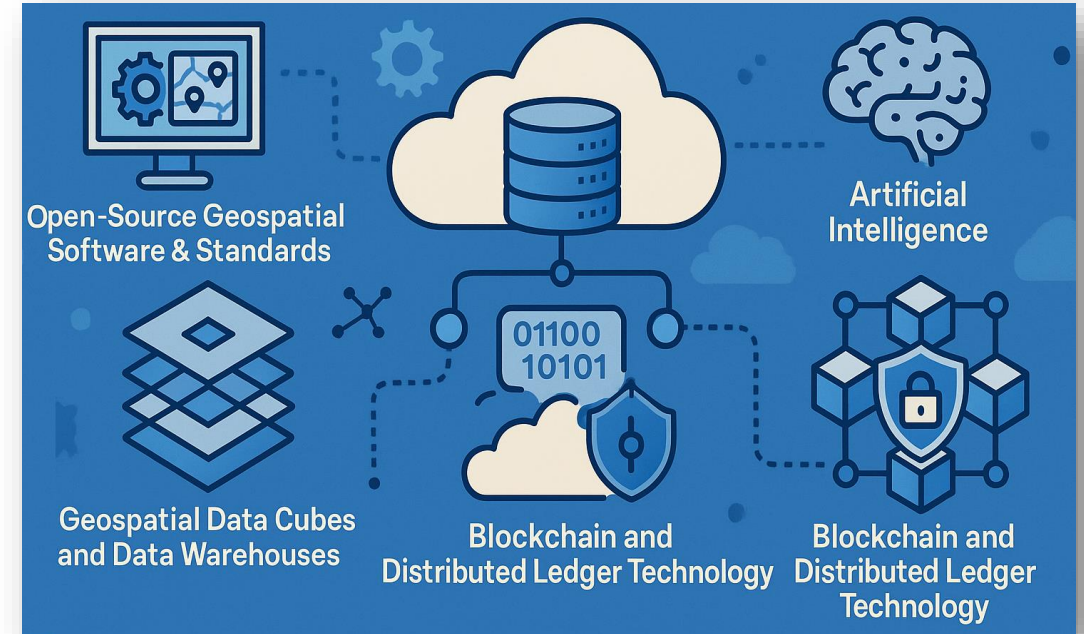 Open-Source Geospatial
Software & Standards
Artificial
Intelligence
01100
10101
Geospatial Data Cubes
and Data Warehouses
Blockchain and
Distributed Ledger Technology
Blockchain and
Distributed Ledger
Technology